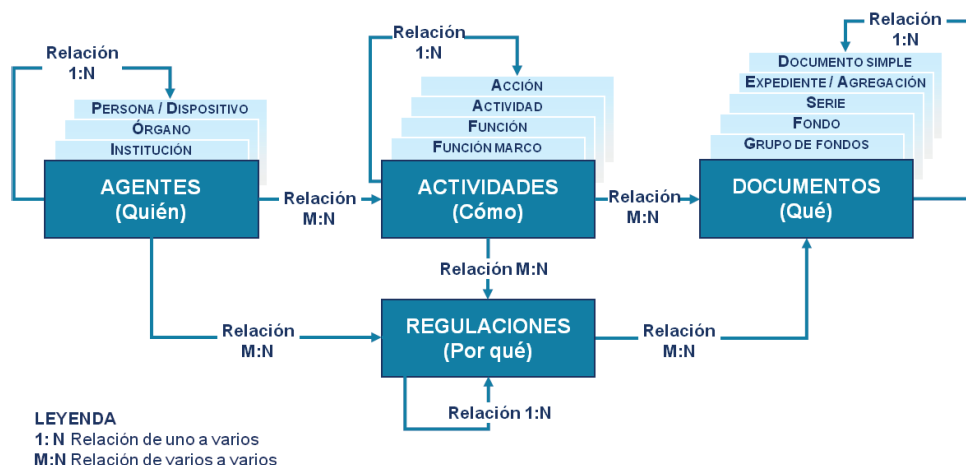 Relación
1:N
PERSONA / DISPOSITIVO
ÓRGANO
INSTITUCIÓN
AGENTES
(Quién)
Relación
M:N
Relación
1:N
ACCIÓN
ACTIVIDAD
FUNCIÓN
FUNCIÓN MARCO
ACTIVIDADES
(Cómo)
Relación
M:N
Relación
1:N
DOCUMENTO SIMPLE
EXPEDIENTE / AGREGACIÓN
SERIE
FONDO
GRUPO DE FONDOS
DOCUMENTOS
(Qué)
Relación M:N
Relación
M:N
REGULACIONES
(Por qué)
Relación
M:N
Relación 1:N
LEYENDA
1: N Relación de uno a varios
M:N Relación de varios a varios